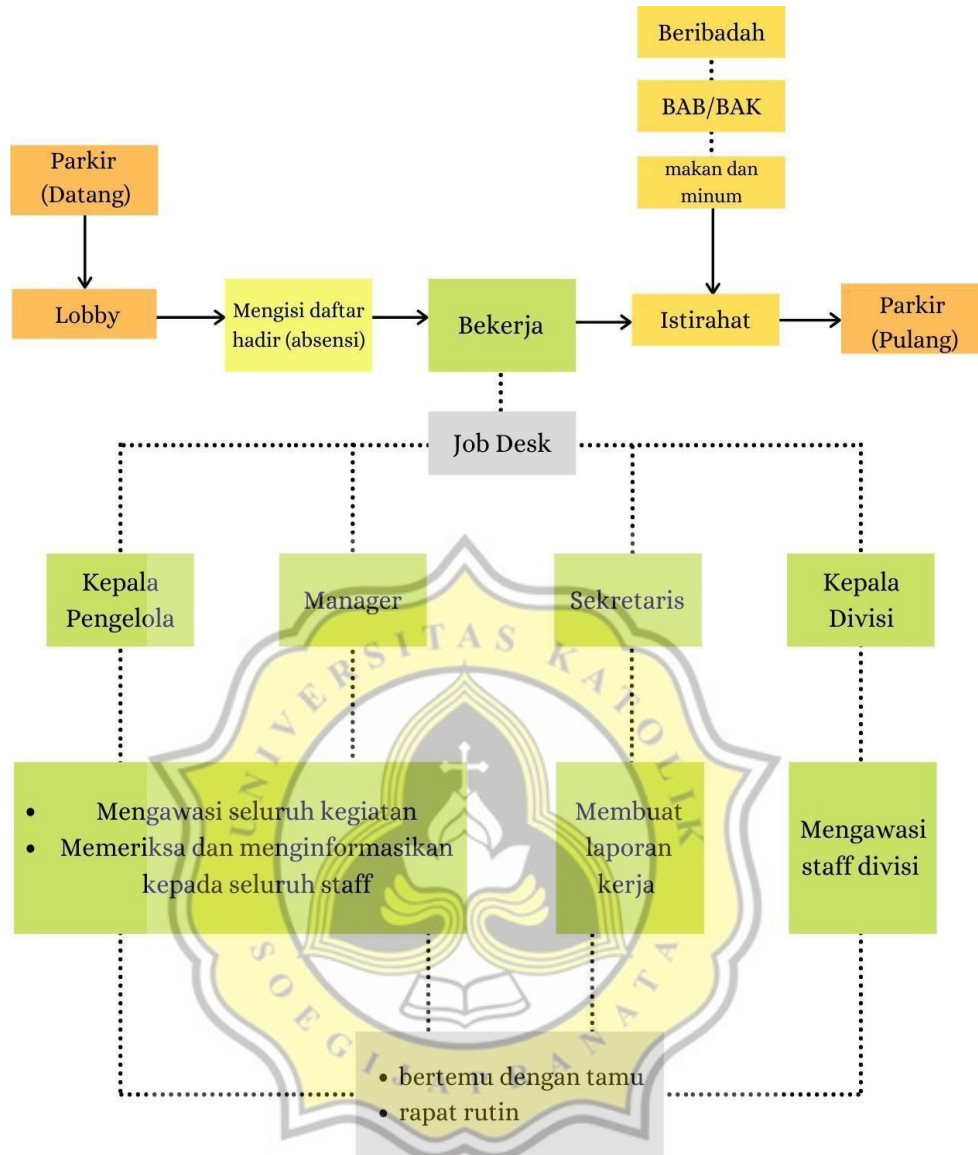 Beribadah
BAB/BAK
makan dan
minum
Parkir
(Datang)
Lobby
Mengisi daftar
hadir (absensi)
Bekerja
Istirahat
Parkir
(Pulang)
Job Desk
Kepala
Pengelola
Manager
Sekretaris
Kepala
Divisi
UNIVERSITAS KATOLIK
• Mengawasi seluruh kegiatan
• Memeriksa dan menginformasikan
kepada seluruh staff
Membuat
laporan
kerja
Mengawasi
staff divisi
SOEGIJAPRANATA
• bertemu dengan tamu
• rapat rutin